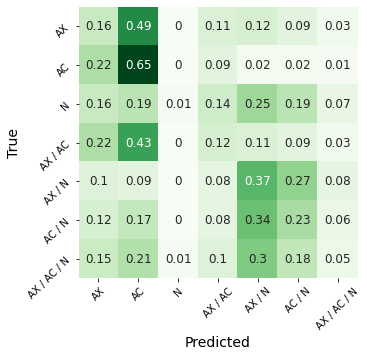 AX 0.16 0.49 0 0.11 0.12 0.09 0.03
AC 0.22 0.65 0 0.09 0.02 0.02 0.01
N 0.16 0.19 0.01 0.14 0.25 0.19 0.07
AX / AC 0.22 0.43 0 0.12 0.11 0.09 0.03
AX / N 0.1 0.09 0 0.08 0.37 0.27 0.08
AC / N 0.12 0.17 0 0.08 0.34 0.23 0.06
AX / AC / N 0.15 0.21 0.01 0.1 0.3 0.18 0.05
True
AX AC N AX / AC AX / N AC / N AX / AC / N
Predicted